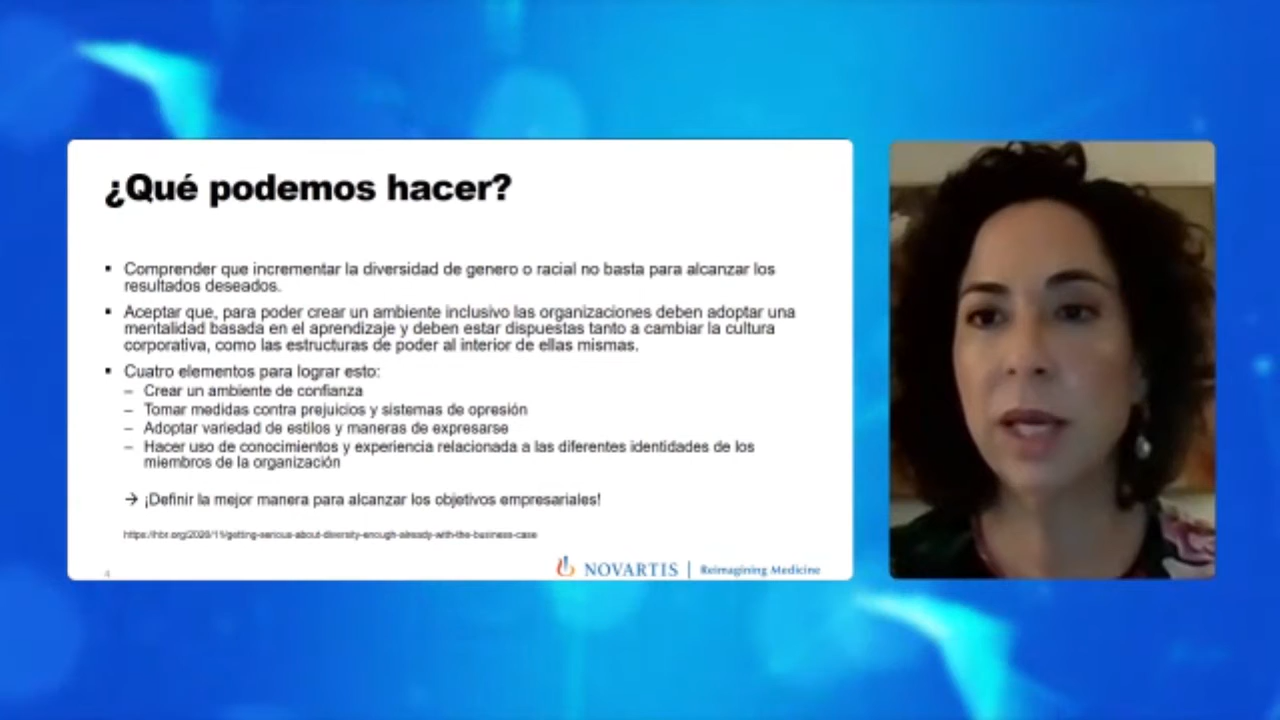 ¿Qué podemos hacer?
▪ Comprender que incrementar la diversidad de genero o racial no basta para alcanzar los
resultados deseados.
▪ Aceptar que, para poder crear un ambiente inclusivo las organizaciones deben adoptar una
mentalidad basada en el aprendizaje y deben estar dispuestas tanto a cambiar la cultura
corporativa, como las estructuras de poder al interior de ellas mismas.
▪ Cuatro elementos para lograr esto:
– Crear un ambiente de confianza
– Tomar medidas contra prejuicios y sistemas de opresión
– Adoptar variedad de estilos y maneras de expresarse
– Hacer uso de conocimientos y experiencia relacionada a las diferentes identidades de los
miembros de la organización
→ ¡Definir la mejor manera para alcanzar los objetivos empresariales!
https://hbr.org/2020/11/getting-serious-about-diversity-enough-already-with-the-business-case
4
NOVARTIS | Reimagining Medicine